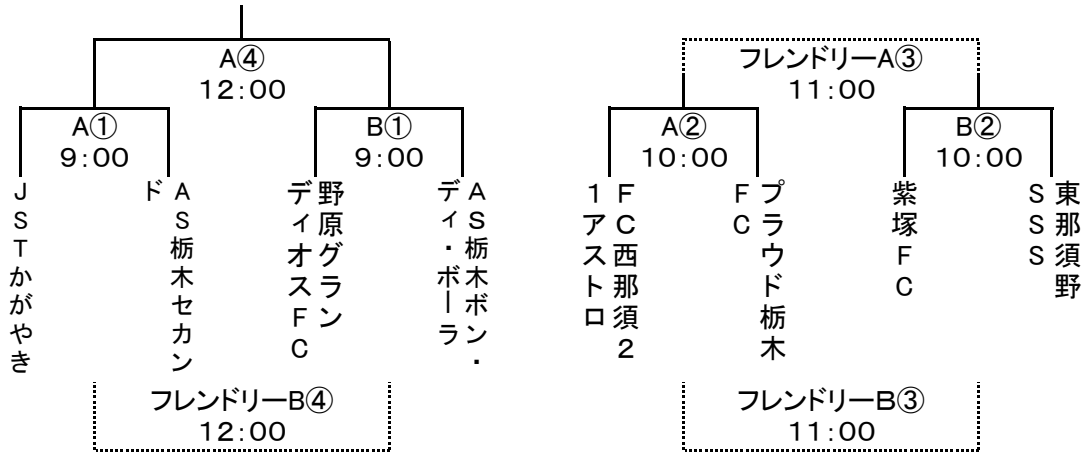 A④
12:00
フレンドリーA③
11:00
A①
9:00
B①
9:00
A②
10:00
B②
10:00
JSTかがやき
AS栃木セカン
ド
野原グラン
ディオスFC
AS栃木ボン・
ディ・ボーラ
FC西那須2
1アストロ
プラウド栃木
FC
紫塚FC
東那須野
SSS
フレンドリーB④
12:00
フレンドリーB③
11:00